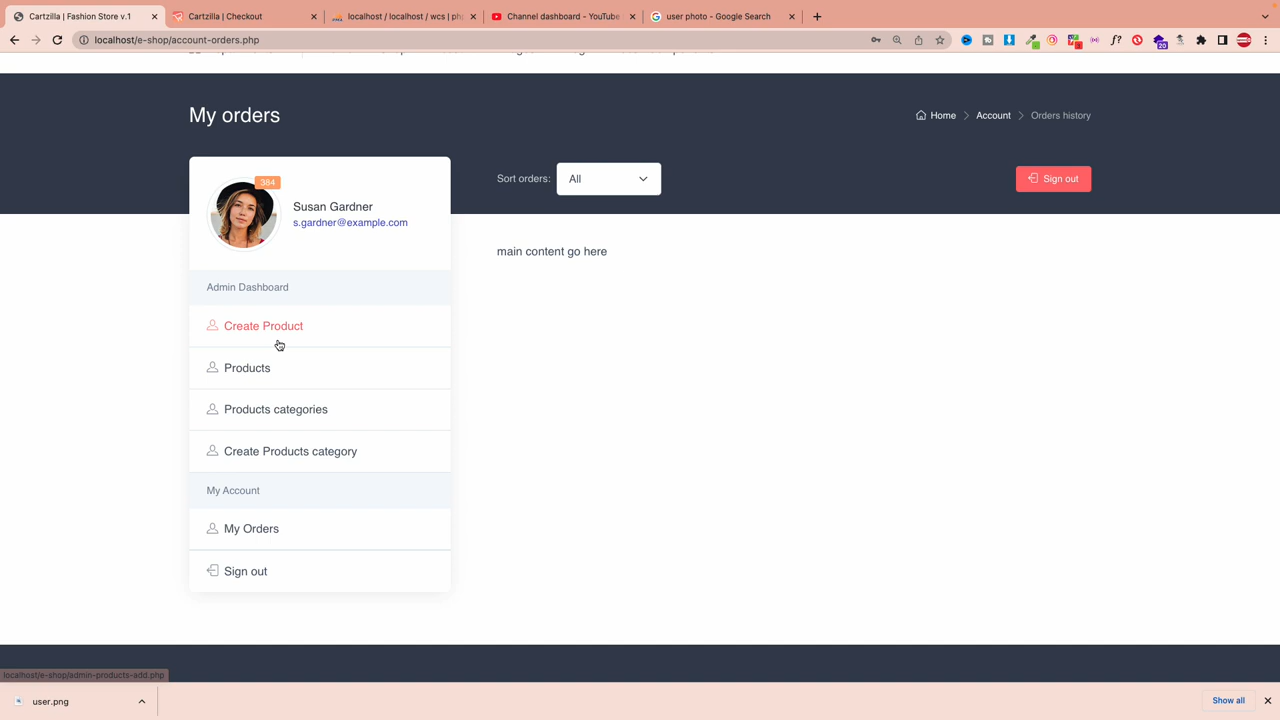 Cartzilla | Fashion Store v.1
Cartzilla | Checkout
localhost / localhost / wcs | ph
Channel dashboard - YouTube
user photo - Google Search
localhost/e-shop/account-orders.php
20
My orders
Home > Account > Orders history
384
Susan Gardner
s.gardner@example.com
Sort orders: All
Sign out
main content go here
Admin Dashboard
Create Product
Products
Products categories
Create Products category
My Account
My Orders
Sign out
localhost/e-shop/admin-products-add.php
user.png
Show all